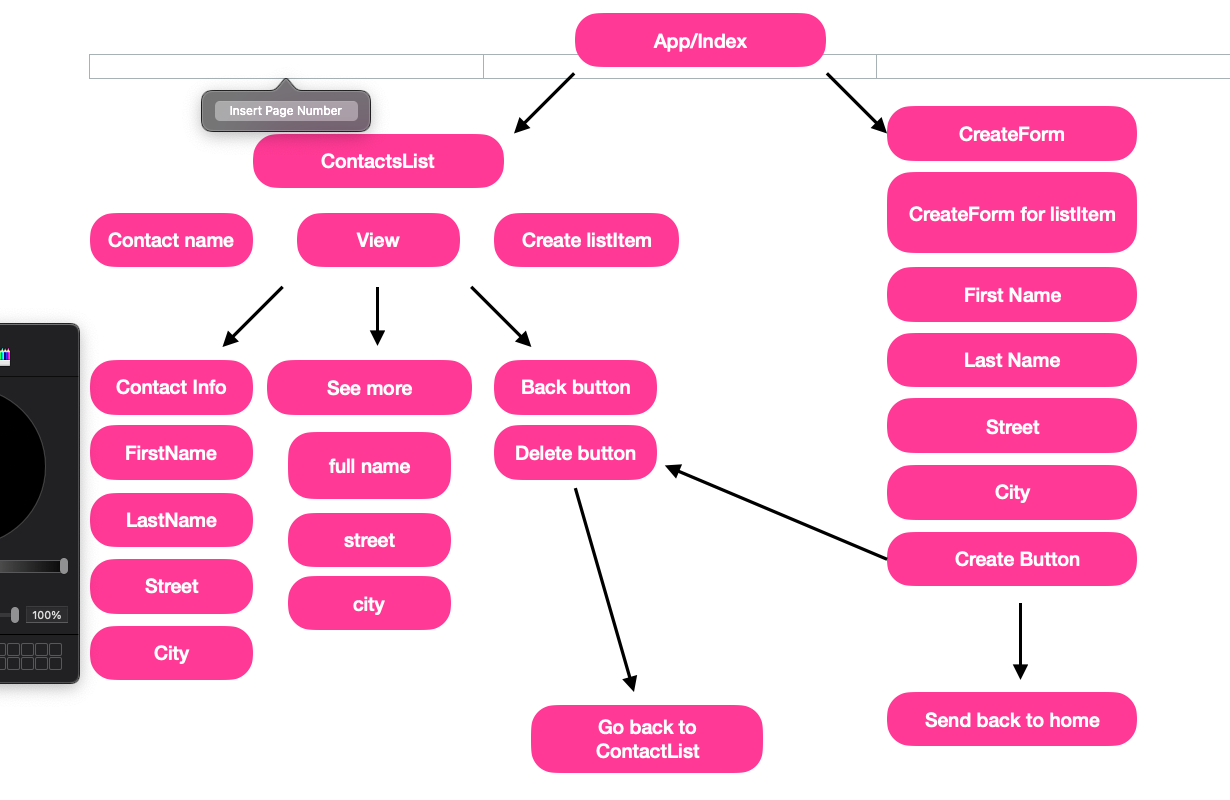 App/Index
Insert Page Number
CreateForm
ContactsList
CreateForm for listItem
Contact name
View
Create listItem
First Name
Last Name
Contact Info
See more
Back button
Street
FirstName
full name
Delete button
City
LastName
street
Create Button
Street
city
100%
City
Send back to home
Go back to
ContactList